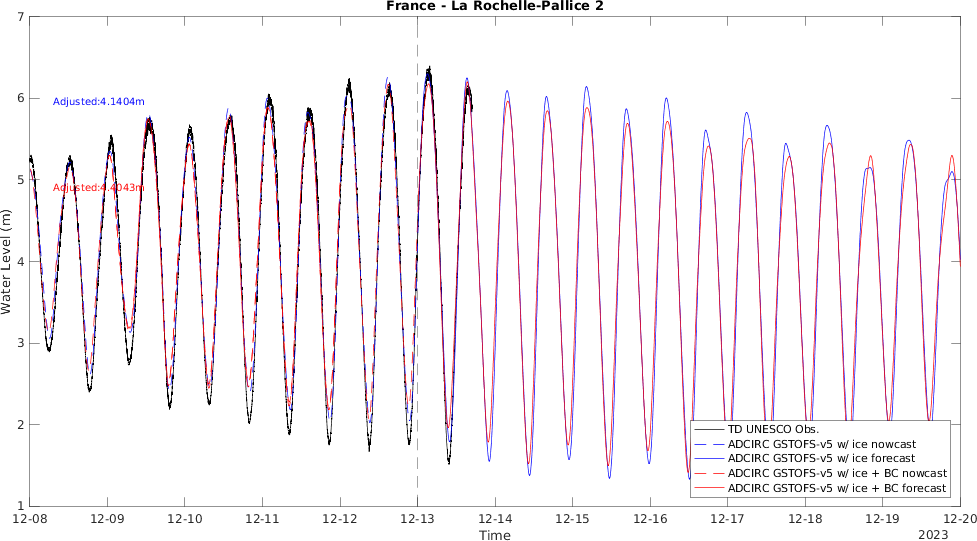 France - La Rochelle-Pallice 2
7
6
5
4
3
2
1
Water Level (m)
Adjusted:4.1404m
Adjusted:4.4043m
TD UNESCO Obs.
ADCIRC GSTOFS-v5 w/ ice nowcast
ADCIRC GSTOFS-v5 w/ ice forecast
ADCIRC GSTOFS-v5 w/ ice + BC nowcast
ADCIRC GSTOFS-v5 w/ ice + BC forecast
12-08 12-09 12-10 12-11 12-12 12-13 12-14 12-15 12-16 12-17 12-18 12-19 12-20
Time
2023